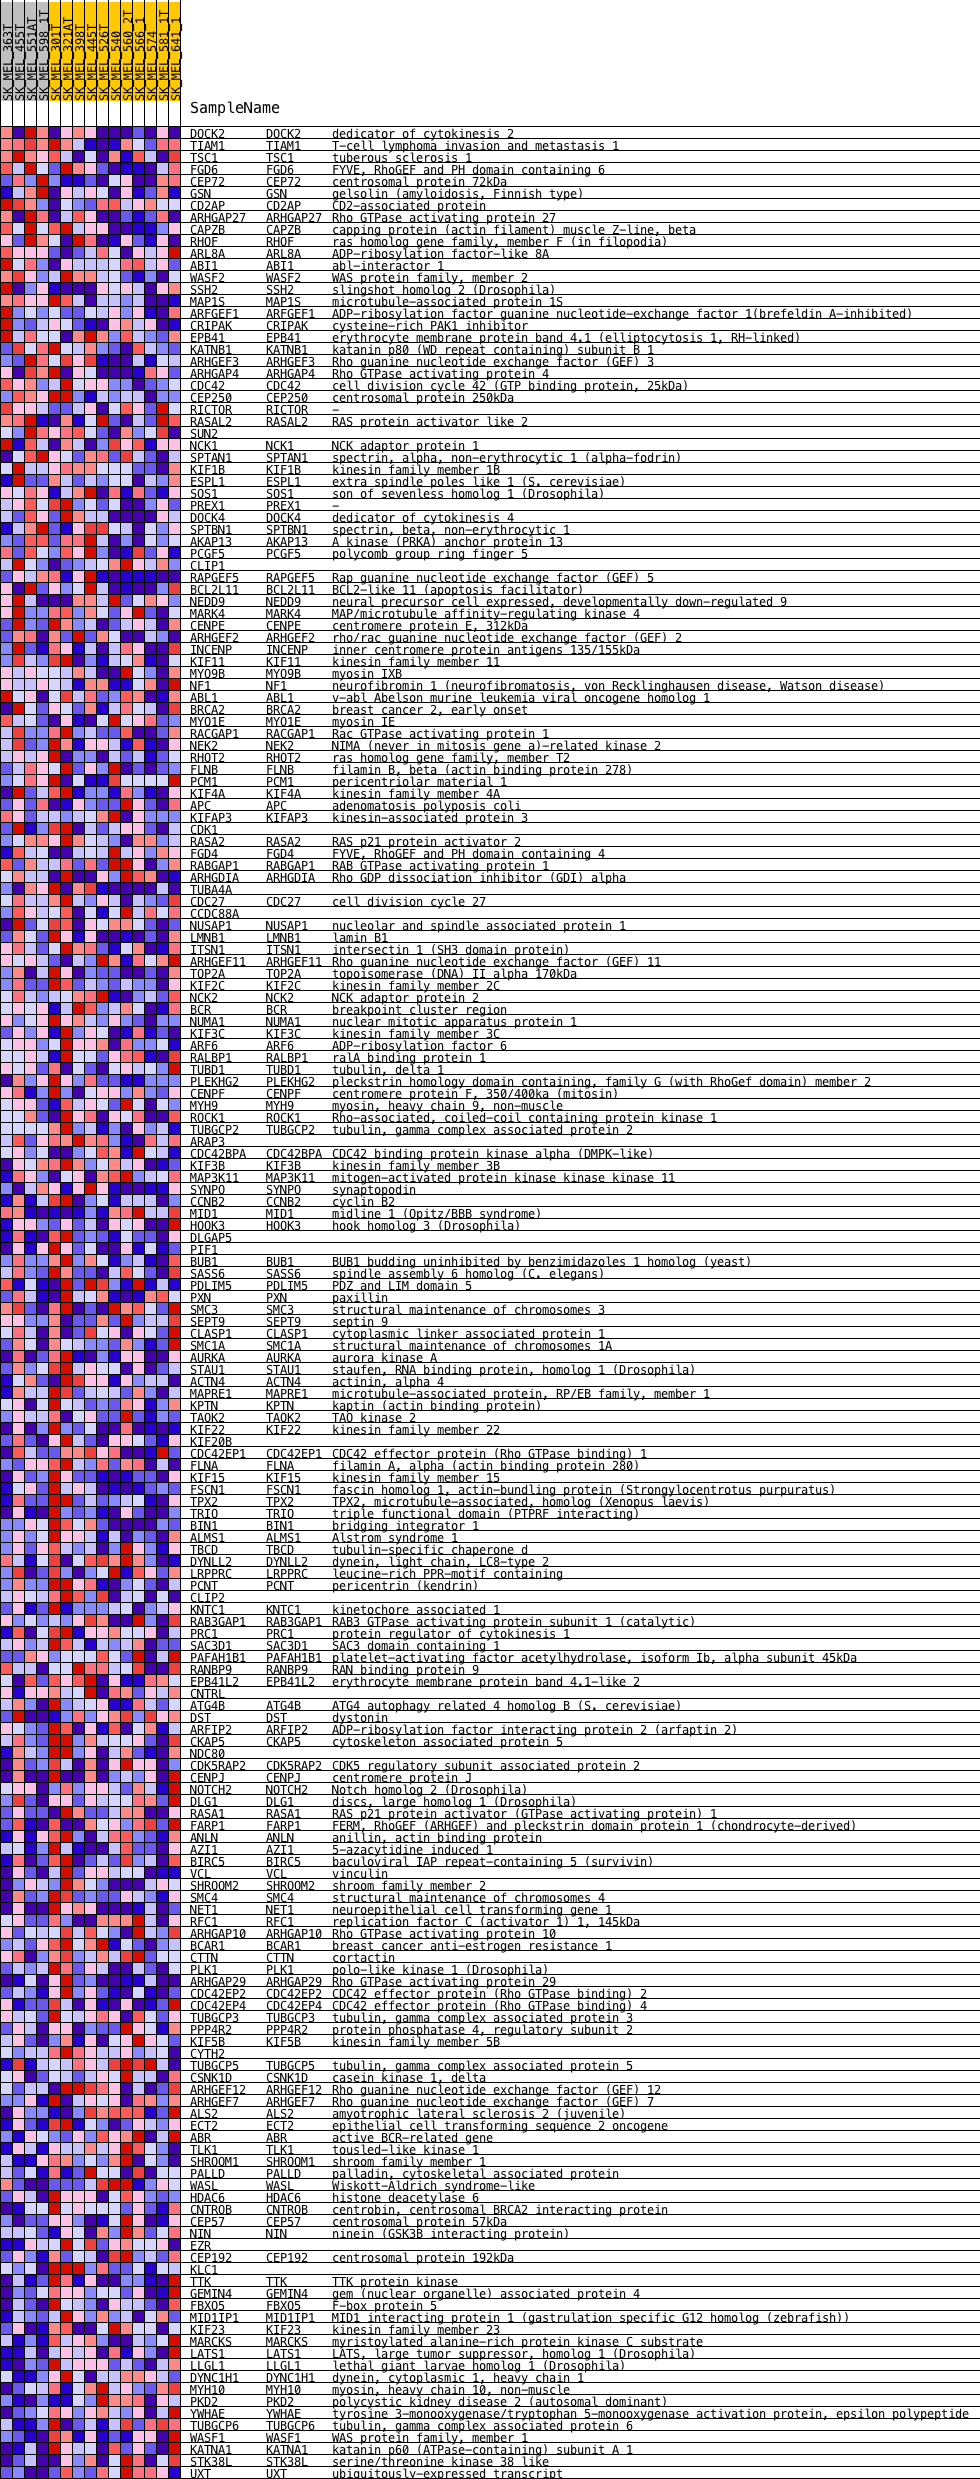 SK_MEL_363T
SK_MEL_455T
SK_MEL_551AT
SK_MEL_598_1T
SK_MEL_301T
SK_MEL_321AT
SK_MEL_398T
SK_MEL_445T
SK_MEL_526T
SK_MEL_540
SK_MEL_560_2T
SK_MEL_566_1
SK_MEL_574
SK_MEL_581_1T
SK_MEL_641_1
SampleName
DOCK2 DOCK2 dedicator of cytokinesis 2
TIAM1 TIAM1 T-cell lymphoma invasion and metastasis 1
TSC1 TSC1 tuberous sclerosis 1
FGD6 FGD6 FYVE, RhoGEF and PH domain containing 6
CEP72 CEP72 centrosomal protein 72kDa
GSN GSN gelsolin (amyloidosis, Finnish type)
CD2AP CD2AP CD2-associated protein
ARHGAP27 ARHGAP27 Rho GTPase activating protein 27
CAPZB CAPZB capping protein (actin filament) muscle Z-line, beta
RHOF RHOF ras homolog gene family, member F (in filopodia)
ARL8A ARL8A ADP-ribosylation factor-like 8A
ABI1 ABI1 abl-interactor 1
WASF2 WASF2 WAS protein family, member 2
SSH2 SSH2 slingshot homolog 2 (Drosophila)
MAP1S MAP1S microtubule-associated protein 1S
ARFGEF1 ARFGEF1 ADP-ribosylation factor guanine nucleotide-exchange factor 1(brefeldin A-inhibited)
CRIPAK CRIPAK cysteine-rich PAK1 inhibitor
EPB41 EPB41 erythrocyte membrane protein band 4.1 (elliptocytosis 1, RH-linked)
KATNB1 KATNB1 katanin p80 (WD repeat containing) subunit B 1
ARHGEF3 ARHGEF3 Rho guanine nucleotide exchange factor (GEF) 3
ARHGAP4 ARHGAP4 Rho GTPase activating protein 4
CDC42 CDC42 cell division cycle 42 (GTP binding protein, 25kDa)
CEP250 CEP250 centrosomal protein 250kDa
RICTOR RICTOR -
RASAL2 RASAL2 RAS protein activator like 2
SUN2
NCK1 NCK1 NCK adaptor protein 1
SPTAN1 SPTAN1 spectrin, alpha, non-erythrocytic 1 (alpha-fodrin)
KIF1B KIF1B kinesin family member 1B
ESPL1 ESPL1 extra spindle poles like 1 (S. cerevisiae)
SOS1 SOS1 son of sevenless homolog 1 (Drosophila)
PREX1 PREX1 -
DOCK4 DOCK4 dedicator of cytokinesis 4
SPTBN1 SPTBN1 spectrin, beta, non-erythrocytic 1
AKAP13 AKAP13 A kinase (PRKA) anchor protein 13
PCGF5 PCGF5 polycomb group ring finger 5
CLIP1
RAPGEF5 RAPGEF5 Rap guanine nucleotide exchange factor (GEF) 5
BCL2L11 BCL2L11 BCL2-like 11 (apoptosis facilitator)
NEDD9 NEDD9 neural precursor cell expressed, developmentally down-regulated 9
MARK4 MARK4 MAP/microtubule affinity-regulating kinase 4
CENPE CENPE centromere protein E, 312kDa
ARHGEF2 ARHGEF2 rho/rac guanine nucleotide exchange factor (GEF) 2
INCENP INCENP inner centromere protein antigens 135/155kDa
KIF11 KIF11 kinesin family member 11
MYO9B MYO9B myosin IXB
NF1 NF1 neurofibromin 1 (neurofibromatosis, von Recklinghausen disease, Watson disease)
ABL1 ABL1 v-abl Abelson murine leukemia viral oncogene homolog 1
BRCA2 BRCA2 breast cancer 2, early onset
MYO1E MYO1E myosin IE
RACGAP1 RACGAP1 Rac GTPase activating protein 1
NEK2 NEK2 NIMA (never in mitosis gene a)-related kinase 2
RHOT2 RHOT2 ras homolog gene family, member T2
FLNB FLNB filamin B, beta (actin binding protein 278)
PCM1 PCM1 pericentriolar material 1
KIF4A KIF4A kinesin family member 4A
APC APC adenomatosis polyposis coli
KIFAP3 KIFAP3 kinesin-associated protein 3
CDK1
RASA2 RASA2 RAS p21 protein activator 2
FGD4 FGD4 FYVE, RhoGEF and PH domain containing 4
RABGAP1 RABGAP1 RAB GTPase activating protein 1
ARHGDIA ARHGDIA Rho GDP dissociation inhibitor (GDI) alpha
TUBA4A
CDC27 CDC27 cell division cycle 27
CCDC88A
NUSAP1 NUSAP1 nucleolar and spindle associated protein 1
LMNB1 LMNB1 lamin B1
ITSN1 ITSN1 intersectin 1 (SH3 domain protein)
ARHGEF11 ARHGEF11 Rho guanine nucleotide exchange factor (GEF) 11
TOP2A TOP2A topoisomerase (DNA) II alpha 170kDa
KIF2C KIF2C kinesin family member 2C
NCK2 NCK2 NCK adaptor protein 2
BCR BCR breakpoint cluster region
NUMA1 NUMA1 nuclear mitotic apparatus protein 1
KIF3C KIF3C kinesin family member 3C
ARF6 ARF6 ADP-ribosylation factor 6
RALBP1 RALBP1 ralA binding protein 1
TUBD1 TUBD1 tubulin, delta 1
PLEKHG2 PLEKHG2 pleckstrin homology domain containing, family G (with RhoGef domain) member 2
CENPF CENPF centromere protein F, 350/400ka (mitosin)
MYH9 MYH9 myosin, heavy chain 9, non-muscle
ROCK1 ROCK1 Rho-associated, coiled-coil containing protein kinase 1
TUBGCP2 TUBGCP2 tubulin, gamma complex associated protein 2
ARAP3
CDC42BPA CDC42BPA CDC42 binding protein kinase alpha (DMPK-like)
KIF3B KIF3B kinesin family member 3B
MAP3K11 MAP3K11 mitogen-activated protein kinase kinase kinase 11
SYNPO SYNPO synaptopodin
CCNB2 CCNB2 cyclin B2
MID1 MID1 midline 1 (Opitz/BBB syndrome)
HOOK3 HOOK3 hook homolog 3 (Drosophila)
DLGAP5
PIF1
BUB1 BUB1 BUB1 budding uninhibited by benzimidazoles 1 homolog (yeast)
SASS6 SASS6 spindle assembly 6 homolog (C. elegans)
PDLIM5 PDLIM5 PDZ and LIM domain 5
PXN PXN paxillin
SMC3 SMC3 structural maintenance of chromosomes 3
SEPT9 SEPT9 septin 9
CLASP1 CLASP1 cytoplasmic linker associated protein 1
SMC1A SMC1A structural maintenance of chromosomes 1A
AURKA AURKA aurora kinase A
STAU1 STAU1 staufen, RNA binding protein, homolog 1 (Drosophila)
ACTN4 ACTN4 actinin, alpha 4
MAPRE1 MAPRE1 microtubule-associated protein, RP/EB family, member 1
KPTN KPTN kaptin (actin binding protein)
TAOK2 TAOK2 TAO kinase 2
KIF22 KIF22 kinesin family member 22
KIF20B
CDC42EP1 CDC42EP1 CDC42 effector protein (Rho GTPase binding) 1
FLNA FLNA filamin A, alpha (actin binding protein 280)
KIF15 KIF15 kinesin family member 15
FSCN1 FSCN1 fascin homolog 1, actin-bundling protein (Strongylocentrotus purpuratus)
TPX2 TPX2 TPX2, microtubule-associated, homolog (Xenopus laevis)
TRIO TRIO triple functional domain (PTPRF interacting)
BIN1 BIN1 bridging integrator 1
ALMS1 ALMS1 Alstrom syndrome 1
TBCD TBCD tubulin-specific chaperone d
DYNLL2 DYNLL2 dynein, light chain, LC8-type 2
LRPPRC LRPPRC leucine-rich PPR-motif containing
PCNT PCNT pericentrin (kendrin)
CLIP2
KNTC1 KNTC1 kinetochore associated 1
RAB3GAP1 RAB3GAP1 RAB3 GTPase activating protein subunit 1 (catalytic)
PRC1 PRC1 protein regulator of cytokinesis 1
SAC3D1 SAC3D1 SAC3 domain containing 1
PAFAH1B1 PAFAH1B1 platelet-activating factor acetylhydrolase, isoform Ib, alpha subunit 45kDa
RANBP9 RANBP9 RAN binding protein 9
EPB41L2 EPB41L2 erythrocyte membrane protein band 4.1-like 2
CNTRL
ATG4B ATG4B ATG4 autophagy related 4 homolog B (S. cerevisiae)
DST DST dystonin
ARFIP2 ARFIP2 ADP-ribosylation factor interacting protein 2 (arfaptin 2)
CKAP5 CKAP5 cytoskeleton associated protein 5
NDC80
CDK5RAP2 CDK5RAP2 CDK5 regulatory subunit associated protein 2
CENPJ CENPJ centromere protein J
NOTCH2 NOTCH2 Notch homolog 2 (Drosophila)
DLG1 DLG1 discs, large homolog 1 (Drosophila)
RASA1 RASA1 RAS p21 protein activator (GTPase activating protein) 1
FARP1 FARP1 FERM, RhoGEF (ARHGEF) and pleckstrin domain protein 1 (chondrocyte-derived)
ANLN ANLN anillin, actin binding protein
AZI1 AZI1 5-azacytidine induced 1
BIRC5 BIRC5 baculoviral IAP repeat-containing 5 (survivin)
VCL VCL vinculin
SHROOM2 SHROOM2 shroom family member 2
SMC4 SMC4 structural maintenance of chromosomes 4
NET1 NET1 neuroepithelial cell transforming gene 1
RFC1 RFC1 replication factor C (activator 1) 1, 145kDa
ARHGAP10 ARHGAP10 Rho GTPase activating protein 10
BCAR1 BCAR1 breast cancer anti-estrogen resistance 1
CTTN CTTN cortactin
PLK1 PLK1 polo-like kinase 1 (Drosophila)
ARHGAP29 ARHGAP29 Rho GTPase activating protein 29
CDC42EP2 CDC42EP2 CDC42 effector protein (Rho GTPase binding) 2
CDC42EP4 CDC42EP4 CDC42 effector protein (Rho GTPase binding) 4
TUBGCP3 TUBGCP3 tubulin, gamma complex associated protein 3
PPP4R2 PPP4R2 protein phosphatase 4, regulatory subunit 2
KIF5B KIF5B kinesin family member 5B
CYTH2
TUBGCP5 TUBGCP5 tubulin, gamma complex associated protein 5
CSNK1D CSNK1D casein kinase 1, delta
ARHGEF12 ARHGEF12 Rho guanine nucleotide exchange factor (GEF) 12
ARHGEF7 ARHGEF7 Rho guanine nucleotide exchange factor (GEF) 7
ALS2 ALS2 amyotrophic lateral sclerosis 2 (juvenile)
ECT2 ECT2 epithelial cell transforming sequence 2 oncogene
ABR ABR active BCR-related gene
TLK1 TLK1 tousled-like kinase 1
SHROOM1 SHROOM1 shroom family member 1
PALLD PALLD palladin, cytoskeletal associated protein
WASL WASL Wiskott-Aldrich syndrome-like
HDAC6 HDAC6 histone deacetylase 6
CNTROB CNTROB centrobin, centrosomal BRCA2 interacting protein
CEP57 CEP57 centrosomal protein 57kDa
NIN NIN ninein (GSK3B interacting protein)
EZR
CEP192 CEP192 centrosomal protein 192kDa
KLC1
TTK TTK TTK protein kinase
GEMIN4 GEMIN4 gem (nuclear organelle) associated protein 4
FBXO5 FBXO5 F-box protein 5
MID1IP1 MID1IP1 MID1 interacting protein 1 (gastrulation specific G12 homolog (zebrafish))
KIF23 KIF23 kinesin family member 23
MARCKS MARCKS myristoylated alanine-rich protein kinase C substrate
LATS1 LATS1 LATS, large tumor suppressor, homolog 1 (Drosophila)
LLGL1 LLGL1 lethal giant larvae homolog 1 (Drosophila)
DYNC1H1 DYNC1H1 dynein, cytoplasmic 1, heavy chain 1
MYH10 MYH10 myosin, heavy chain 10, non-muscle
PKD2 PKD2 polycystic kidney disease 2 (autosomal dominant)
YWHAE YWHAE tyrosine 3-monooxygenase/tryptophan 5-monooxygenase activation protein, epsilon polypeptide
TUBGCP6 TUBGCP6 tubulin, gamma complex associated protein 6
WASF1 WASF1 WAS protein family, member 1
KATNA1 KATNA1 katanin p60 (ATPase-containing) subunit A 1
STK38L STK38L serine/threonine kinase 38 like
UXT UXT ubiquitously-expressed transcript